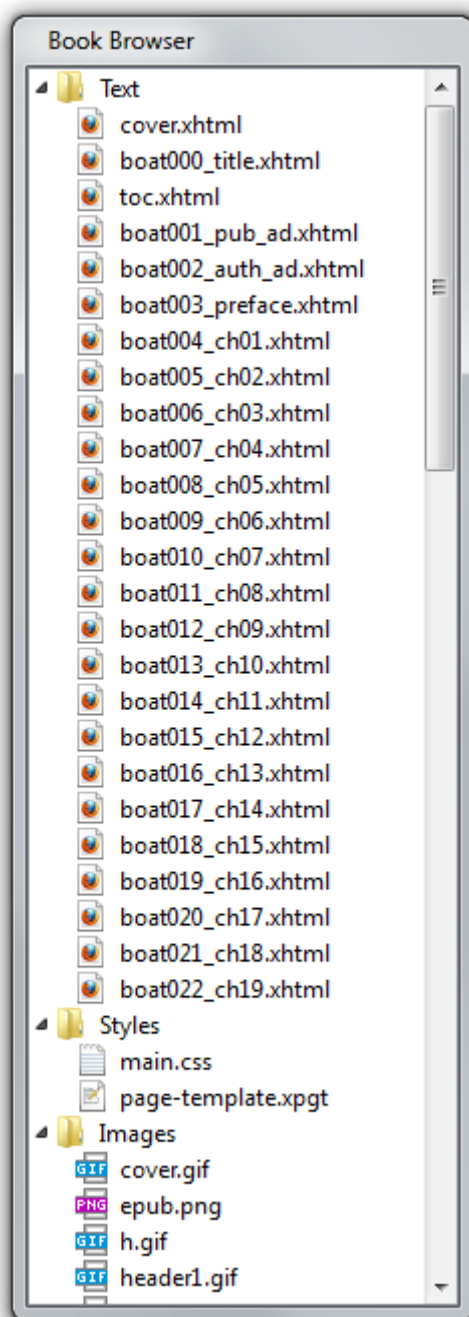 Book Browser
Text
cover.xhtml
boat000_title.xhtml
toc.xhtml
boat001_pub_ad.xhtml
boat002_auth_ad.xhtml
boat003_preface.xhtml
boat004_ch01.xhtml
boat005_ch02.xhtml
boat006_ch03.xhtml
boat007_ch04.xhtml
boat008_ch05.xhtml
boat009_ch06.xhtml
boat010_ch07.xhtml
boat011_ch08.xhtml
boat012_ch09.xhtml
boat013_ch10.xhtml
boat014_ch11.xhtml
boat015_ch12.xhtml
boat016_ch13.xhtml
boat017_ch14.xhtml
boat018_ch15.xhtml
boat019_ch16.xhtml
boat020_ch17.xhtml
boat021_ch18.xhtml
boat022_ch19.xhtml
Styles
main.css
page-template.xpgt
Images
GIF cover.gif
PNG epub.png
GIF h.gif
GIF header1.gif